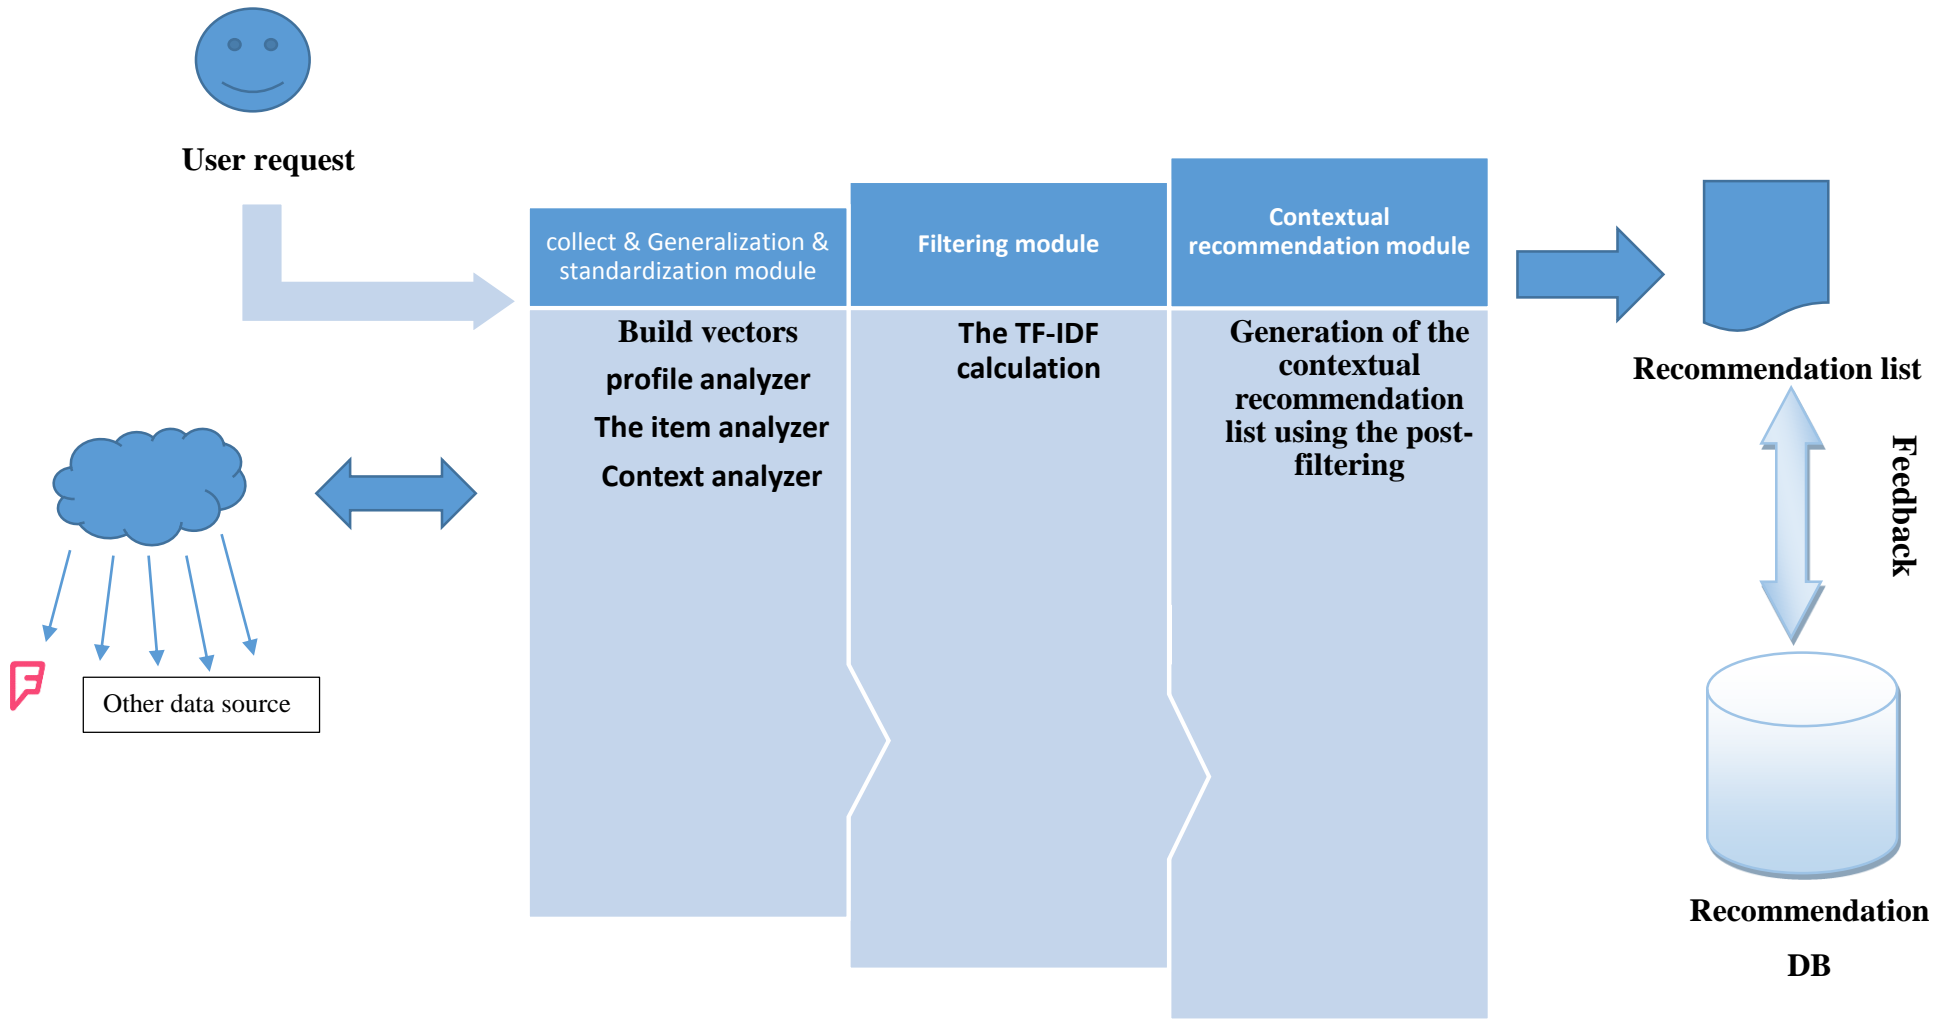 User request
collect & Generalization &
standardization module
Filtering module
Contextual
recommendation module
Build vectors
profile analyzer
The item analyzer
Context analyzer
The TF-IDF
calculation
Generation of the
contextual
recommendation
list using the post-
filtering
Recommendation list
Feedback
Other data source
Recommendation
DB